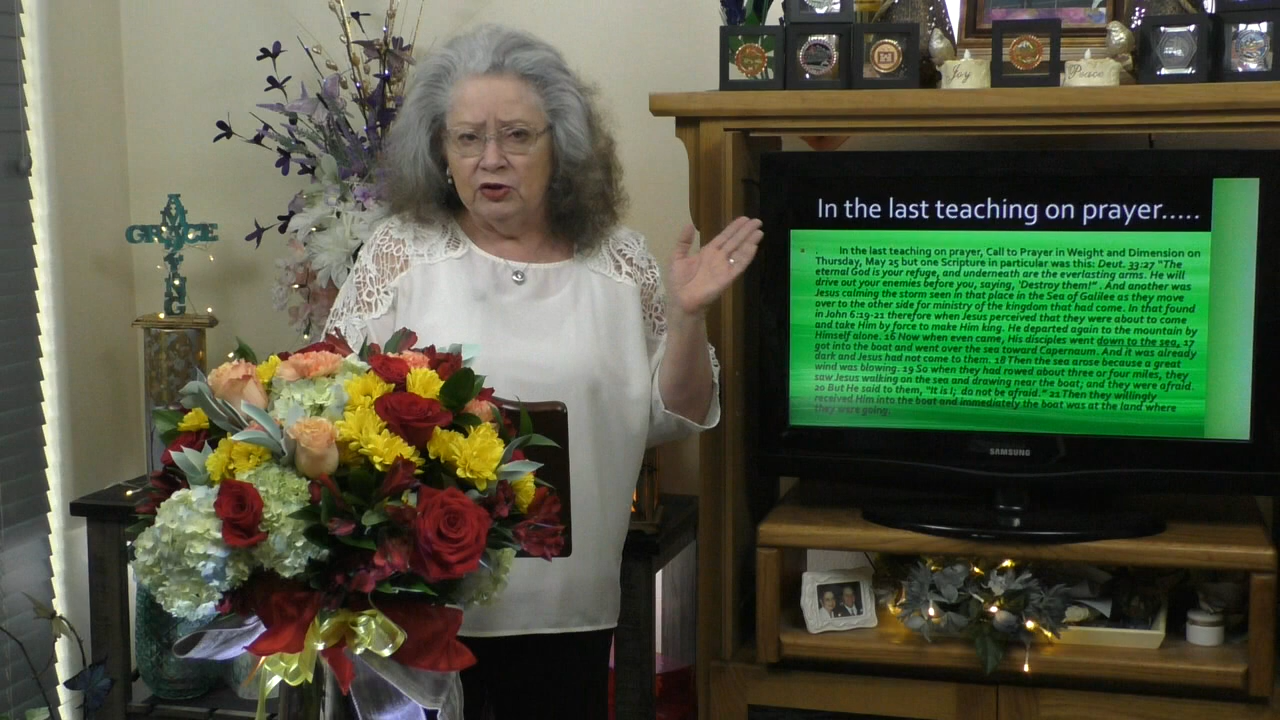 AMAZING
GRACE
Joy
Peace
In the last teaching on prayer.....
In the last teaching on prayer, Call to Prayer in Weight and Dimension on
Thursday, May 25 but one Scripture in particular was this: Deut. 33:27 "The
eternal God is your refuge, and underneath are the everlasting arms. He will
drive out your enemies before you, saying, 'Destroy them!" . And another was
Jesus calming the storm seen in that place in the Sea of Galilee as they move
over to the other side for ministry of the kingdom that had come. In that found
in John 6:19-21 therefore when Jesus perceived that they were about to come
and take Him by force to make Him king. He departed again to the mountain by
Himself alone. 16 Now when even came, His disciples went down to the sea, 17
got into the boat and went over the sea toward Capernaum. And it was already
dark and Jesus had not come to them. 18 Then the sea arose because a great
wind was blowing. 19 So when they had rowed about three or four miles, they
saw Jesus walking on the sea and drawing near the boat; and they were afraid.
20 But He said to them, "It is I; do not be afraid." 21 Then they willingly
received Him into the boat and immediately the boat was at the land where
they were going.
SAMSUNG